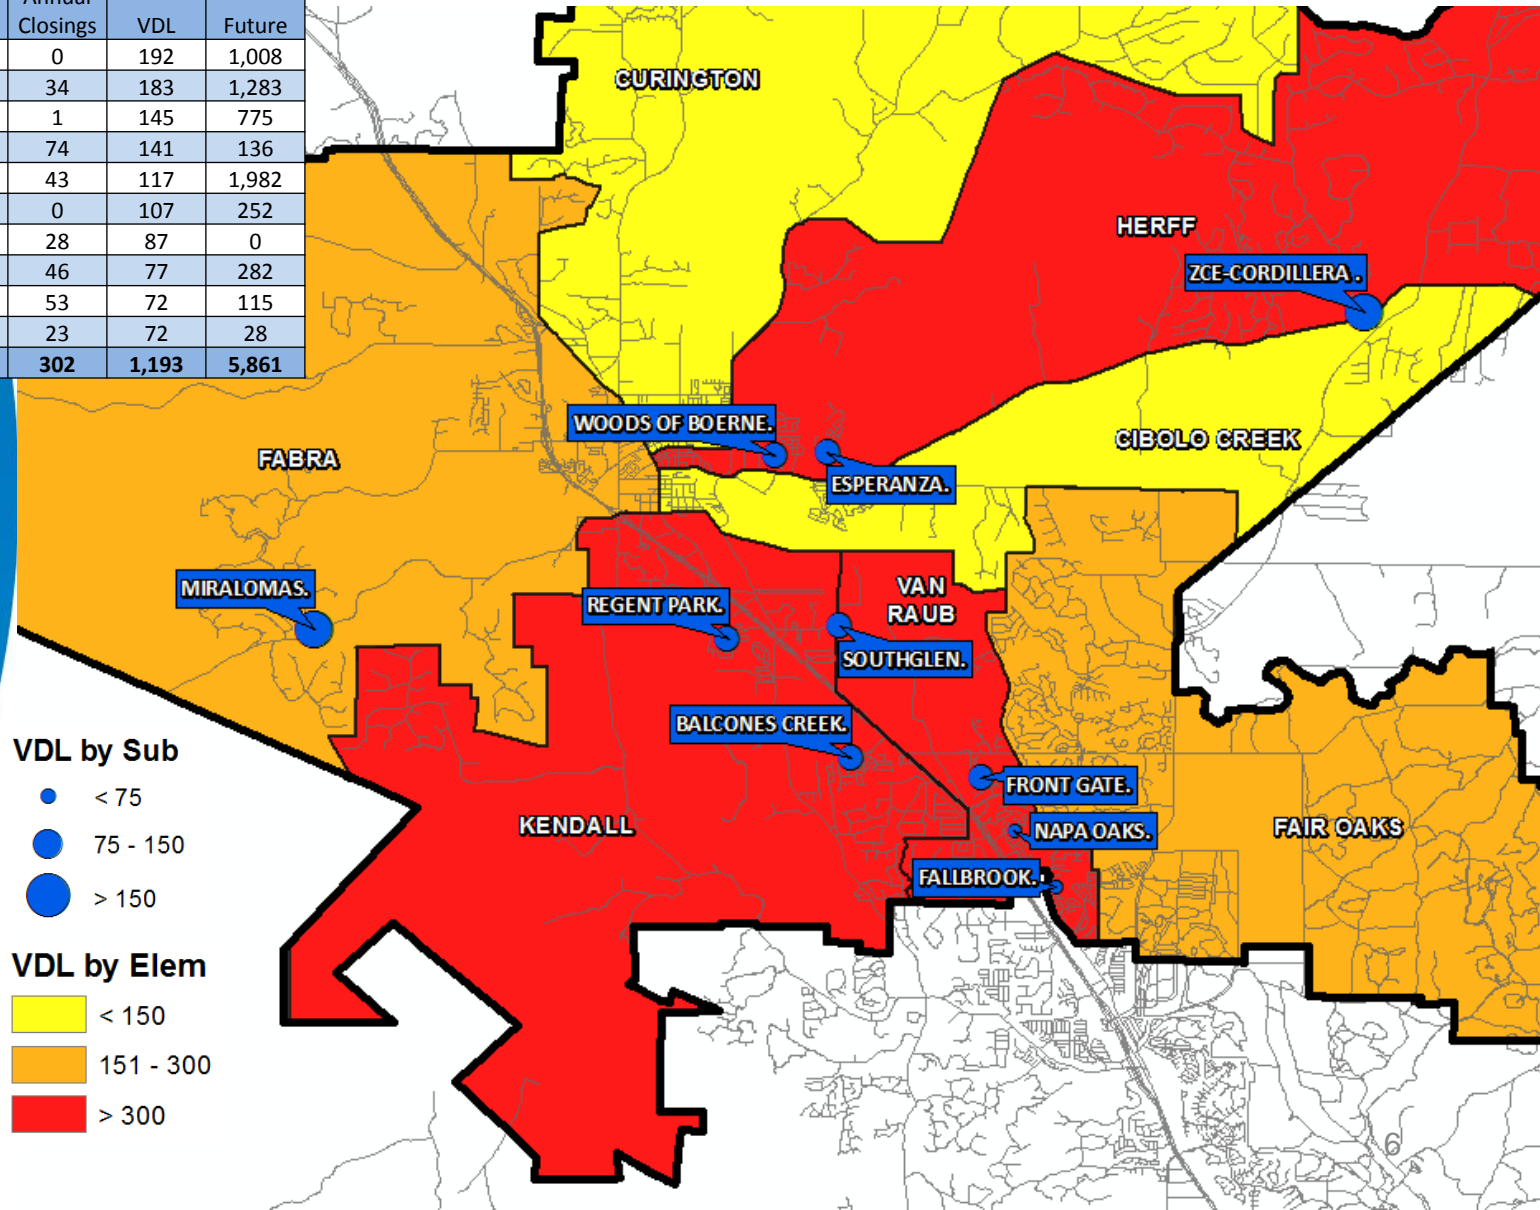 Annual
Closings VDL Future
0 192 1,008
34 183 1,283
1 145 775
74 141 136
43 117 1,982
0 107 252
28 87 0
46 77 282
53 72 115
23 72 28
302 1,193 5,861
CURINGTON
HERFF
ZCE-CORDILLERA .
WOODS OF BOERNE.
CIBOLO CREEK
FABRA
ESPERANZA.
MIRALOMAS.
REGENT PARK.
VAN
RAUB
SOUTHGLEN.
BALCONES CREEK.
FRONT GATE.
KENDALL
NAPA OAKS.
FAIR OAKS
FALLBROOK.
VDL by Sub
< 75
75 - 150
> 150
VDL by Elem
< 150
151 - 300
> 300
6